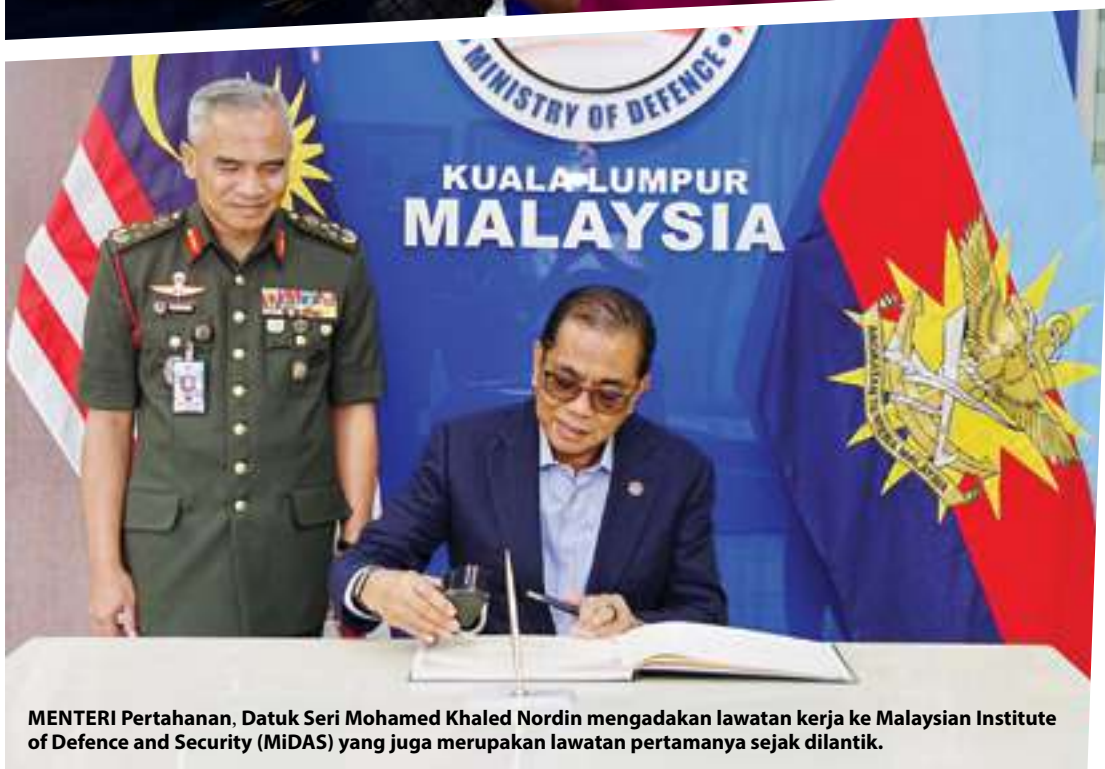 MINISTRY OF DEFENCE
KUALA LUMPUR
MALAYSIA
MENTERI Pertahanan, Datuk Seri Mohamed Khaled Nordin mengadakan lawatan kerja ke Malaysian Institute
of Defence and Security (MiDAS) yang juga merupakan lawatan pertamanya sejak dilantik.